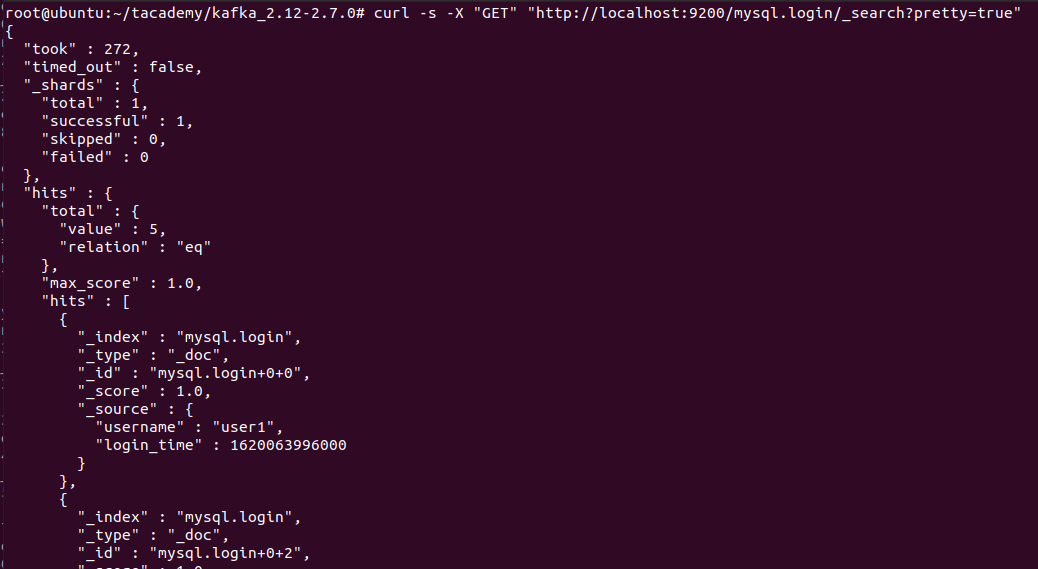 root@ubuntu:~/tacademy/kafka_2.12-2.7.0# curl -s -X "GET" "http://localhost:9200/mysql.login/_search?pretty=true"
{
  "took" : 272,
  "timed_out" : false,
  "_shards" : {
    "total" : 1,
    "successful" : 1,
    "skipped" : 0,
    "failed" : 0
  },
  "hits" : {
    "total" : {
      "value" : 5,
      "relation" : "eq"
    },
    "max_score" : 1.0,
    "hits" : [
      {
        "_index" : "mysql.login",
        "_type" : "_doc",
        "_id" : "mysql.login+0+0",
        "_score" : 1.0,
        "_source" : {
          "username" : "user1",
          "login_time" : 1620063996000
        }
      },
      {
        "_index" : "mysql.login",
        "_type" : "_doc",
        "_id" : "mysql.login+0+2",